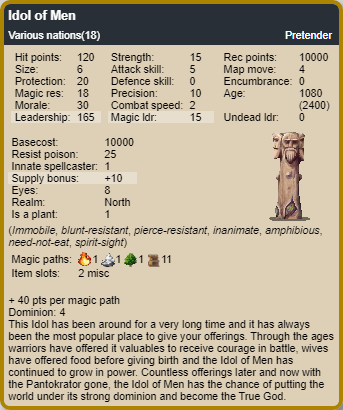 Idol of Men
Various nations(18) Pretender
Hit points: 120 Strength: 15 Rec points: 10000
Size: 6 Attack skill: 5 Map move: 4
Protection: 20 Defence skill: 0 Encumbrance: 0
Magic res: 18 Precision: 10 Age: 1080
Morale: 30 Combat speed: 2 (2400)
Leadership: 165 Magic ldr: 15 Undead ldr: 0
Basecost: 10000
Resist poison: 25
Innate spellcaster: 1
Supply bonus: +10
Eyes: 8
Realm: North
Is a plant: 1
(Immobile, blunt-resistant, pierce-resistant, inanimate, amphibious,
need-not-eat, spirit-sight)
Magic paths: 1 1 1 11
Item slots: 2 misc
+ 40 pts per magic path
Dominion: 4
This Idol has been around for a very long time and it has always
been the most popular place to give your offerings. Through the ages
warriors have offered it valuables to receive courage in battle, wives
have offered food before giving birth and the Idol of Men has
continued to grow in power. Countless offerings later and now with
the Pantokrator gone, the Idol of Men has the chance of putting the
world under its strong dominion and become the True God.